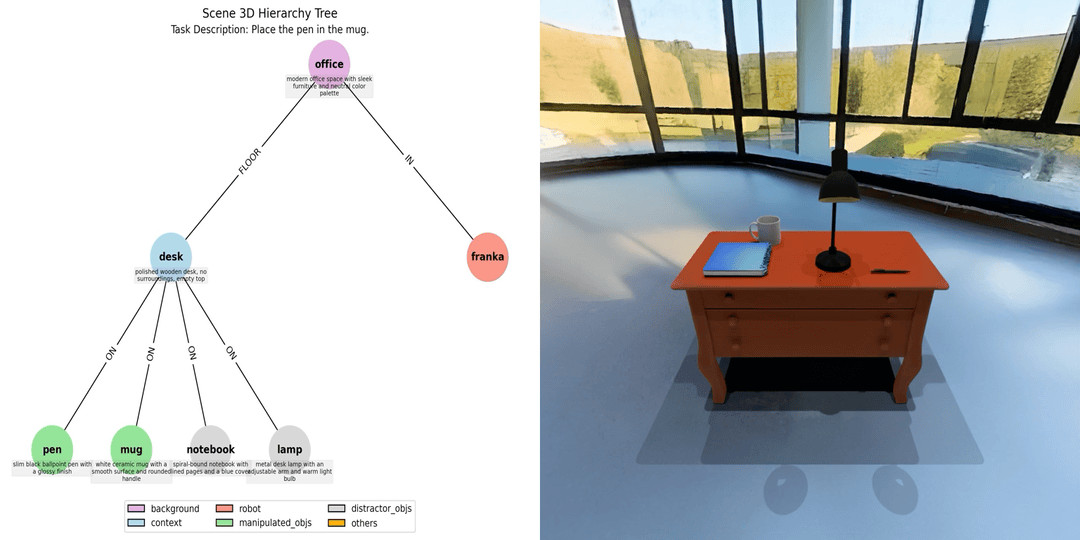 Scene 3D Hierarchy Tree
Task Description: Place the pen in the mug.
office
modern office space with sleek
furniture and neutral color
palette
FLOOR
IN
desk
polished wooden desk, no
surroundings, empty top
franka
ON
ON
ON
ON
pen
mug
notebook
lamp
slim black ballpoint pen with
a glossy finish
white ceramic mug with a
smooth surface and rounded
handle
spiral-bound notebook with
lined pages and a blue cover
metal desk lamp with an
adjustable arm and warm light
bulb
background
robot
distractor_objs
context
manipulated_objs
others